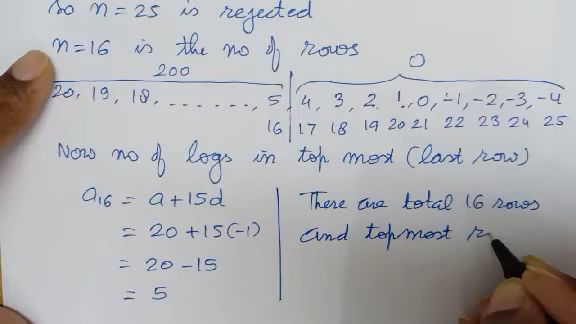 so n = 25 is rejected
n = 16 is the no of rows
200 0
20, 19, 18, ......., 5, 4, 3, 2, 1, 0, -1, -2, -3, -4
16 17 18 19 20 21 22 23 24 25
Now no of logs in top most (last row)
a16 = a + 15d
= 20 + 15(-1)
= 20 - 15
= 5
There are total 16 rows
and topmost r